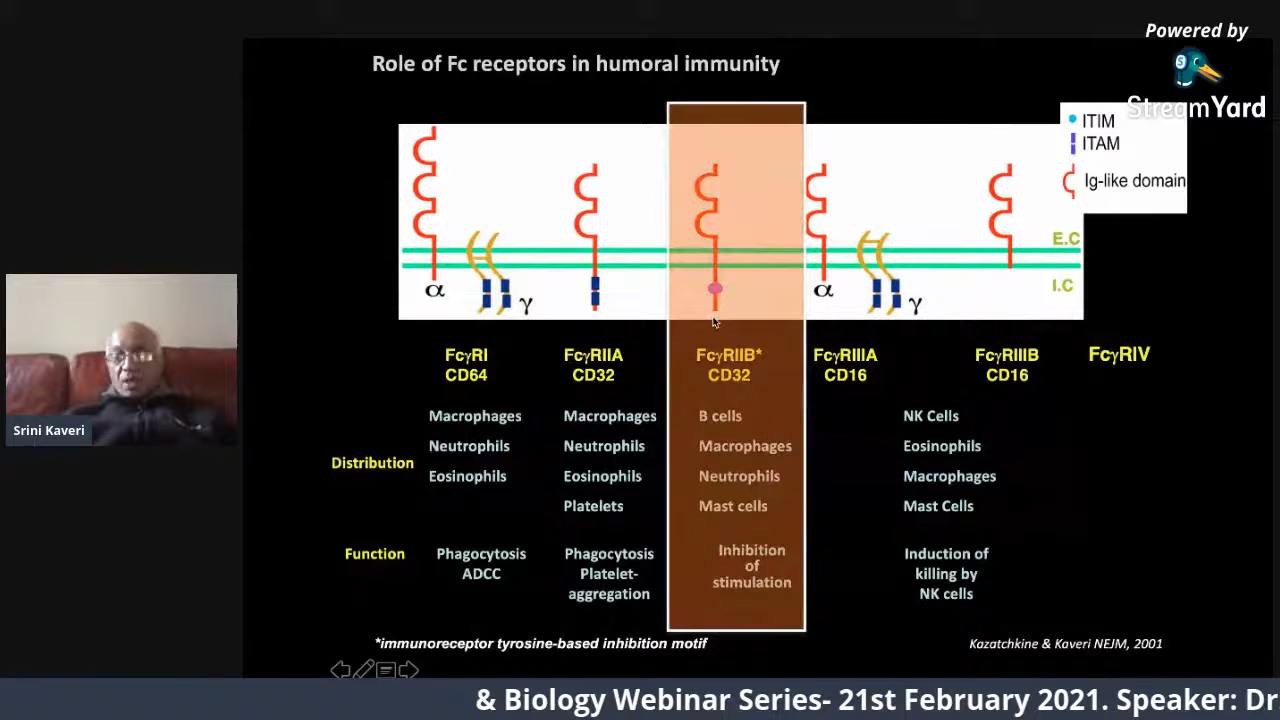 Powered by
StreamYard
Role of Fc receptors in humoral immunity
ITIM
ITAM
Ig-like domain
E.C
I.C
α
γ
α
γ
FcγRI
CD64
FcγRIIA
CD32
FcγRIIB*
CD32
FcγRIIIA
CD16
FcγRIIIB
CD16
FcγRIV
Distribution
Macrophages
Neutrophils
Eosinophils
Macrophages
Neutrophils
Eosinophils
Platelets
B cells
Macrophages
Neutrophils
Mast cells
NK Cells
Eosinophils
Macrophages
Mast Cells
Function
Phagocytosis
ADCC
Phagocytosis
Platelet-
aggregation
Inhibition
of
stimulation
Induction of
killing by
NK cells
*immunoreceptor tyrosine-based inhibition motif
Kazatchkine & Kaveri NEJM, 2001
Srini Kaveri
& Biology Webinar Series- 21st February 2021. Speaker: Dr